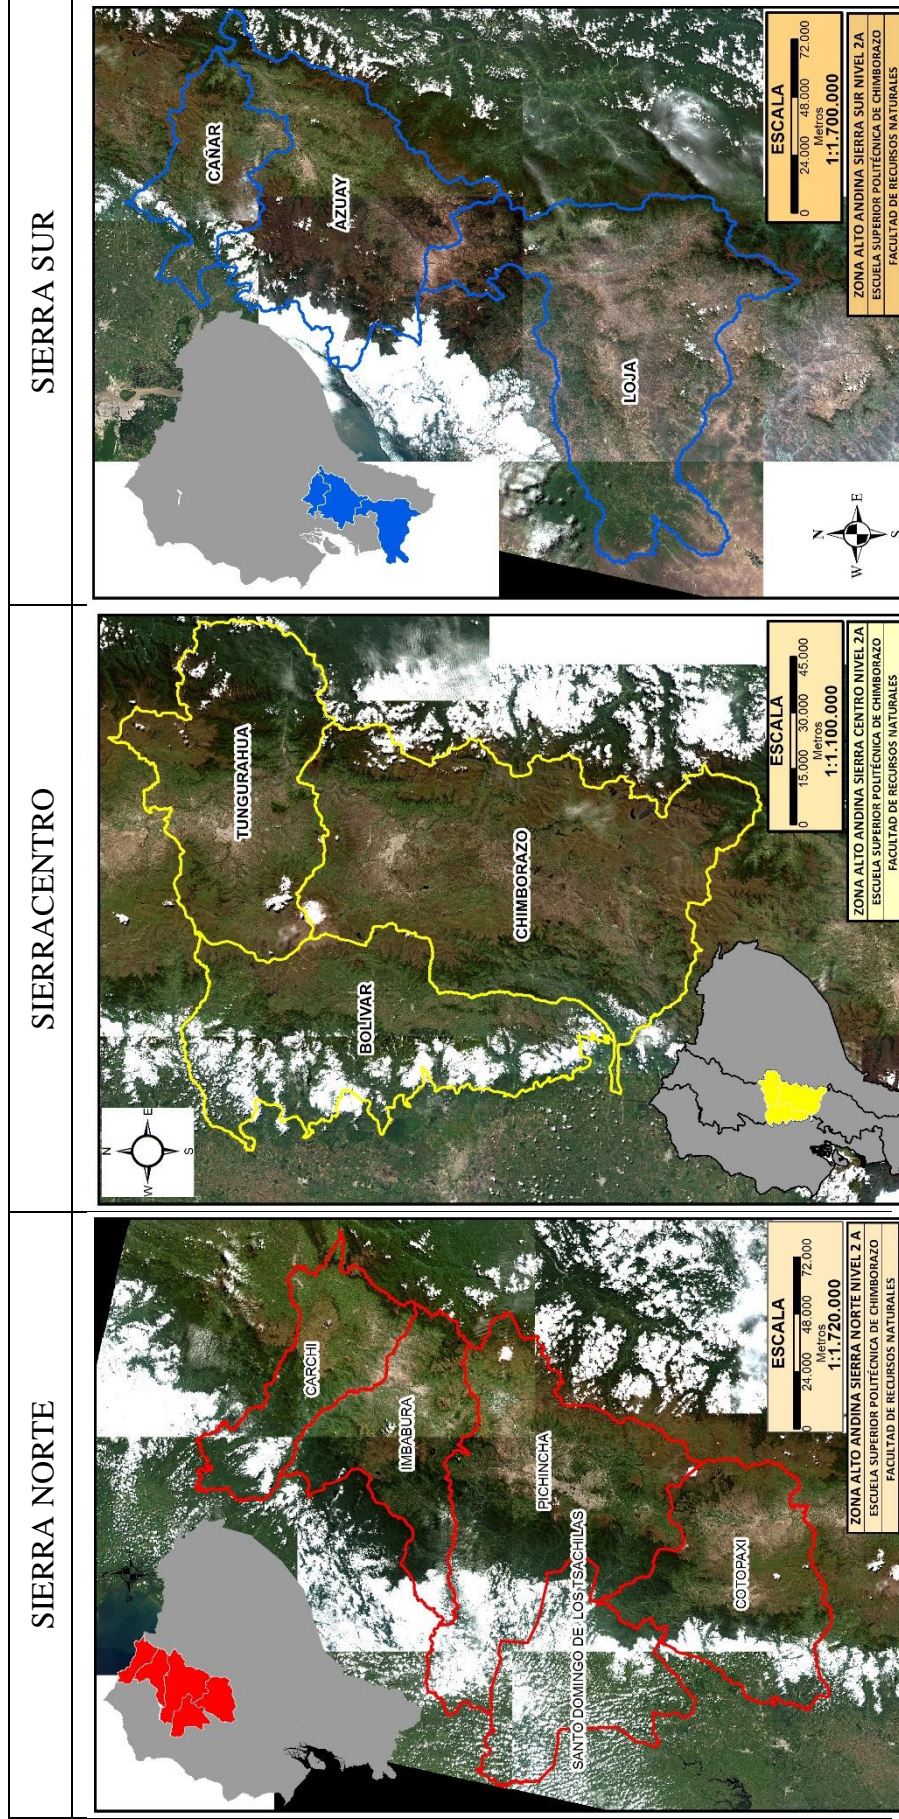 SIERRA NORTE
CARCHI
IMBABURA
PICHINCHA
SANTO DOMINGO DE LOS TSACHILAS
COTOPAXI
ESCALA
0 24.000 48.000 72.000
Metros
1:1.720.000
ZONA ALTO ANDINA SIERRA NORTE NIVEL 2 A
ESCUELA SUPERIOR POLITÉCNICA DE CHIMBORAZO
FACULTAD DE RECURSOS NATURALES
SIERRACENTRO
N
W E
S
TUNGURAHUA
BOLIVAR
CHIMBORAZO
ESCALA
0 15.000 30.000 45.000
Metros
1:1.100.000
ZONA ALTO ANDINA SIERRA CENTRO NIVEL 2A
ESCUELA SUPERIOR POLITÉCNICA DE CHIMBORAZO
FACULTAD DE RECURSOS NATURALES
SIERRA SUR
CAÑAR
AZUAY
LOJA
N
W E
S
ESCALA
0 24.000 48.000 72.000
Metros
1:1.700.000
ZONA ALTO ANDINA SIERRA SUR NIVEL 2A
ESCUELA SUPERIOR POLITÉCNICA DE CHIMBORAZO
FACULTAD DE RECURSOS NATURALES